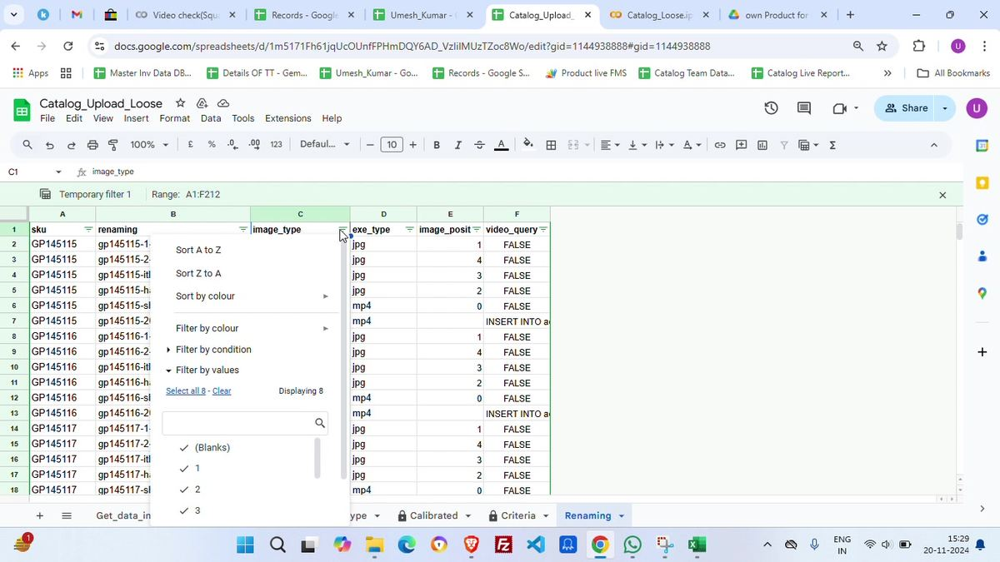 Video check(Squ
Records - Google
Umesh_Kumar - G
Catalog_Upload_
Catalog_Loose.ip
own Product for
docs.google.com/spreadsheets/d/1m5171Fh61jqUcOUnfFPHmDQY6AD_VzIiIMUzTZoc8Wo/edit?gid=1144938888#gid=1144938888
U
Apps
Master Inv Data DB...
Details OF TT - Gem...
Umesh_Kumar - Go...
Records - Google S...
Product live FMS
Catalog Team Data...
Catalog Live Report...
All Bookmarks
Catalog_Upload_Loose
File Edit View Insert Format Data Tools Extensions Help
Share
U
100% £ % .0 .00 123 Defaul... − 10 + B I S A Σ
C1 fx image_type
Temporary filter 1 Range: A1:F212
A B C D E F
1 sku renaming image_type exe_type image_posit video_query
2 GP145115 gp145115-1- jpg 1 FALSE
3 GP145115 gp145115-2- jpg 4 FALSE
4 GP145115 gp145115-itl jpg 3 FALSE
5 GP145115 gp145115-ha jpg 2 FALSE
6 GP145115 gp145115-sl mp4 0 FALSE
7 GP145115 gp145115-20 mp4 INSERT INTO a
8 GP145116 gp145116-1- jpg 1 FALSE
9 GP145116 gp145116-2- jpg 4 FALSE
10 GP145116 gp145116-itl jpg 3 FALSE
11 GP145116 gp145116-ha jpg 2 FALSE
12 GP145116 gp145116-sl mp4 0 FALSE
13 GP145116 gp145116-20 mp4 INSERT INTO a
14 GP145117 gp145117-1- jpg 1 FALSE
15 GP145117 gp145117-2- jpg 4 FALSE
16 GP145117 gp145117-itl jpg 3 FALSE
17 GP145117 gp145117-ha jpg 2 FALSE
18 GP145117 gp145117-sl mp4 0 FALSE
Sort A to Z
Sort Z to A
Sort by colour
Filter by colour
Filter by condition
Filter by values
Select all 8 - Clear Displaying 8
(Blanks)
1
2
3
Get_data_in ype Calibrated Criteria Renaming
1
ENG
IN
15:29
20-11-2024